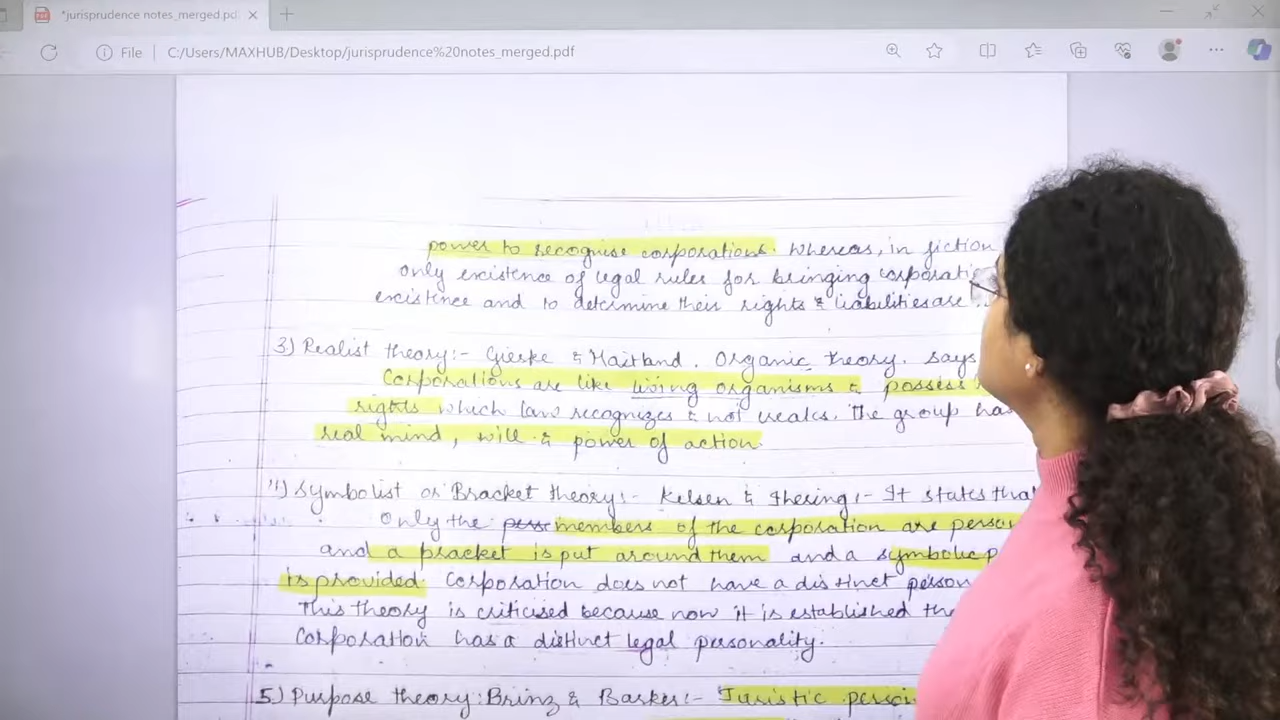 *jurisprudence notes_merged.pd
File C:/Users/MAXHUB/Desktop/jurisprudence%20notes_merged.pdf
power to recognise corporations. Whereas, in fiction
only existence of legal rules for bringing corporati
existence and to determine their rights & liabilities are
3) Realist theory:- Gierke & Maitland. Organic theory. Says
Corporations are like living organisms & possess
rights which law recognizes & not creates. The group has
real mind, will & power of action.
4) Symbolist or Bracket theory:- Kelsen & Ihering:- It states tha
only the members of the corporation are person
and a bracket is put around them and a symbolic p
is provided. Corporation does not have a distinct person
This theory is criticised because now it is established th
Corporation has a distinct legal personality.
5) Purpose theory: Brinz & Barker:- Juristic person